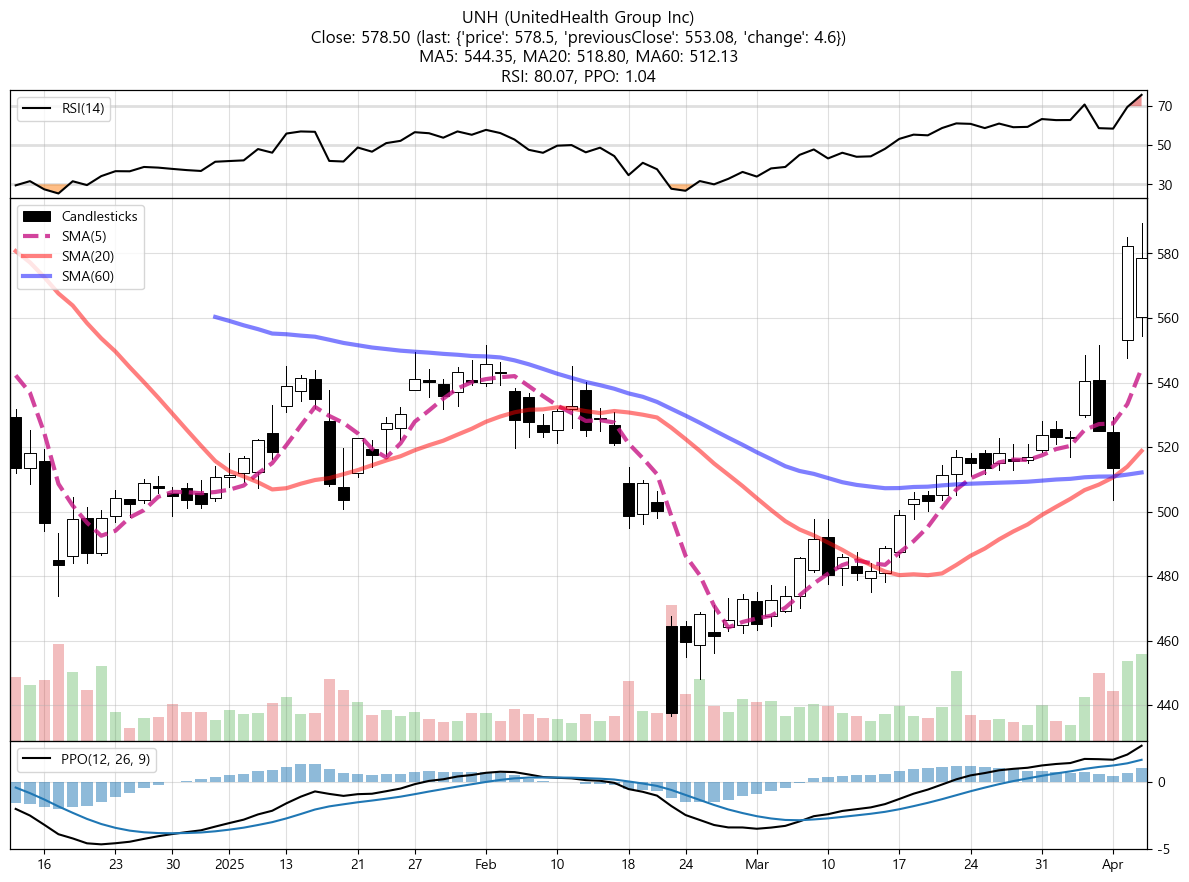 UNH (UnitedHealth Group Inc)
Close: 578.50 (last: {'price': 578.5, 'previousClose': 553.08, 'change': 4.6})
MA5: 544.35, MA20: 518.80, MA60: 512.13
RSI: 80.07, PPO: 1.04
RSI(14)
70
50
30
Candlesticks
SMA(5)
SMA(20)
SMA(60)
580
560
540
520
500
480
460
440
PPO(12, 26, 9)
0
-5
16 23 30 2025 13 21 27 Feb 10 18 24 Mar 10 17 24 31 Apr